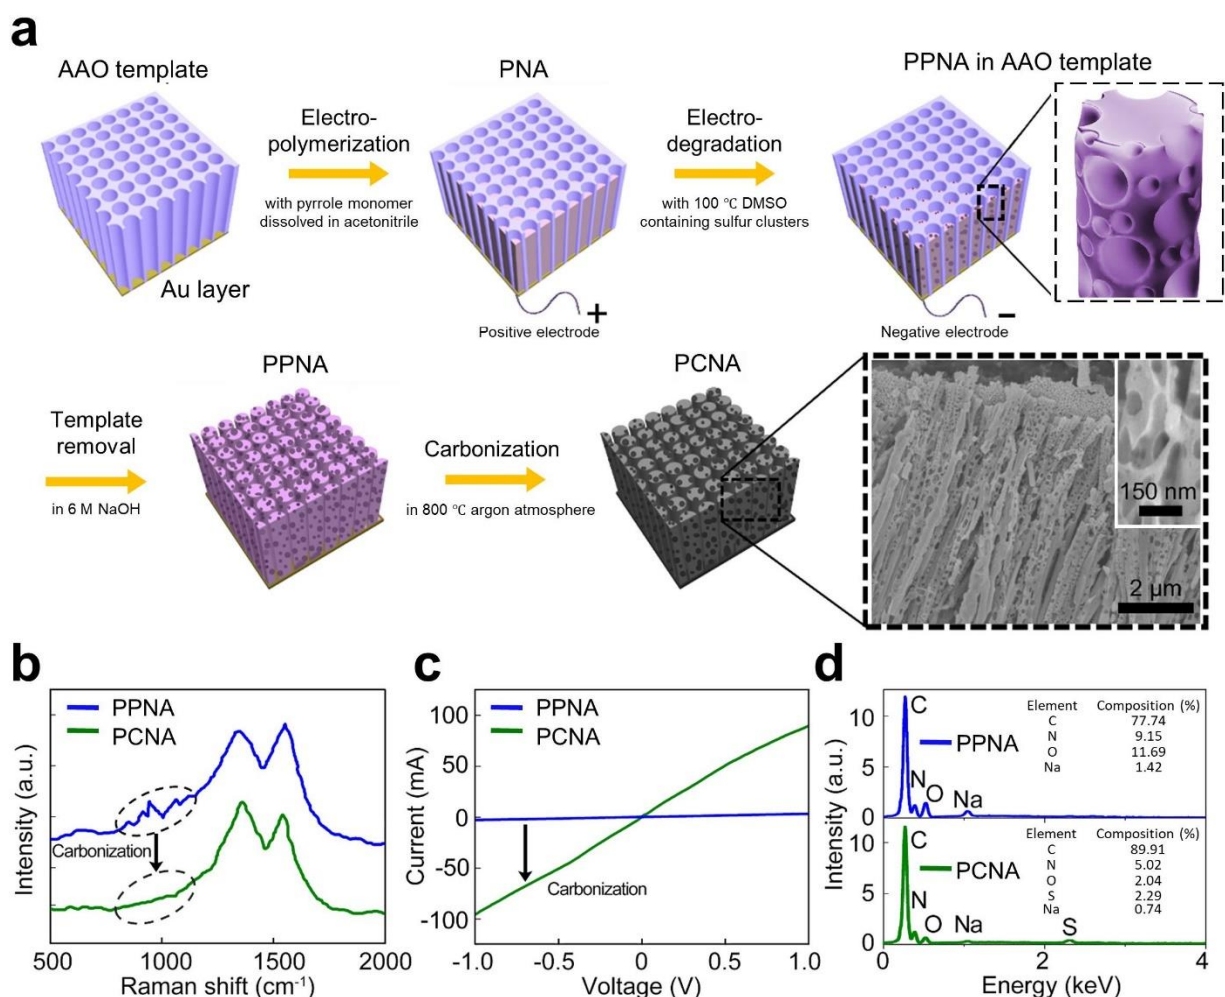 a
AAO template
PNA
PPNA in AAO template
Electro-
polymerization
with pyrrole monomer
dissolved in acetonitrile
Electro-
degradation
with 100 ℃ DMSO
containing sulfur clusters
Au layer
+
Positive electrode
−
Negative electrode
PPNA
PCNA
Template
removal
in 6 M NaOH
Carbonization
in 800 ℃ argon atmosphere
150 nm
2 µm
b
PPNA
PCNA
Carbonization
Intensity (a.u.)
500 1000 1500 2000
Raman shift (cm⁻¹)
c
PPNA
PCNA
Carbonization
Current (mA)
100
50
0
-50
-100
-1.0 -0.5 0 0.5 1.0
Voltage (V)
d
Intensity (a.u.)
10
5
0
C
N
O
Na
PPNA
Element Composition (%)
C 77.74
N 9.15
O 11.69
Na 1.42
Intensity (a.u.)
10
5
0
C
N
O
Na
S
PCNA
Element Composition (%)
C 89.91
N 5.02
O 2.04
S 2.29
Na 0.74
0 2 4
Energy (keV)